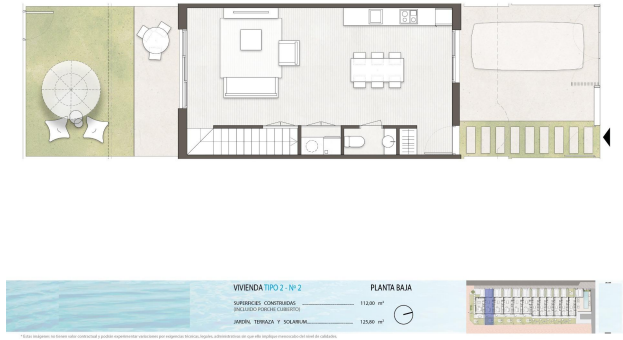 VIVIENDA TIPO 2 - Nº 2 PLANTA BAJA
SUPERFICIES CONSTRUIDAS 112,00 m²
(INCLUIDO PORCHE CUBIERTO)
JARDÍN, TERRAZA Y SOLARIUM 125,80 m²